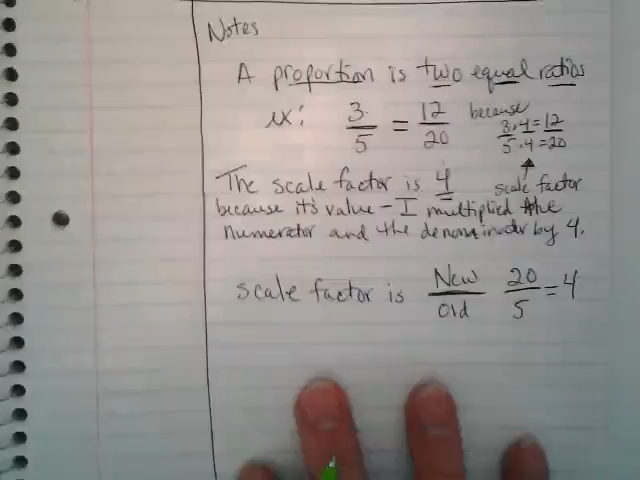 Notes
A proportion is two equal ratios
ex: 3/5 = 12/20 because
3·4=12
5·4=20
scale factor
The scale factor is 4
because it's value - I multiplied the
numerator and the denominator by 4.
scale factor is New/Old 20/5 = 4